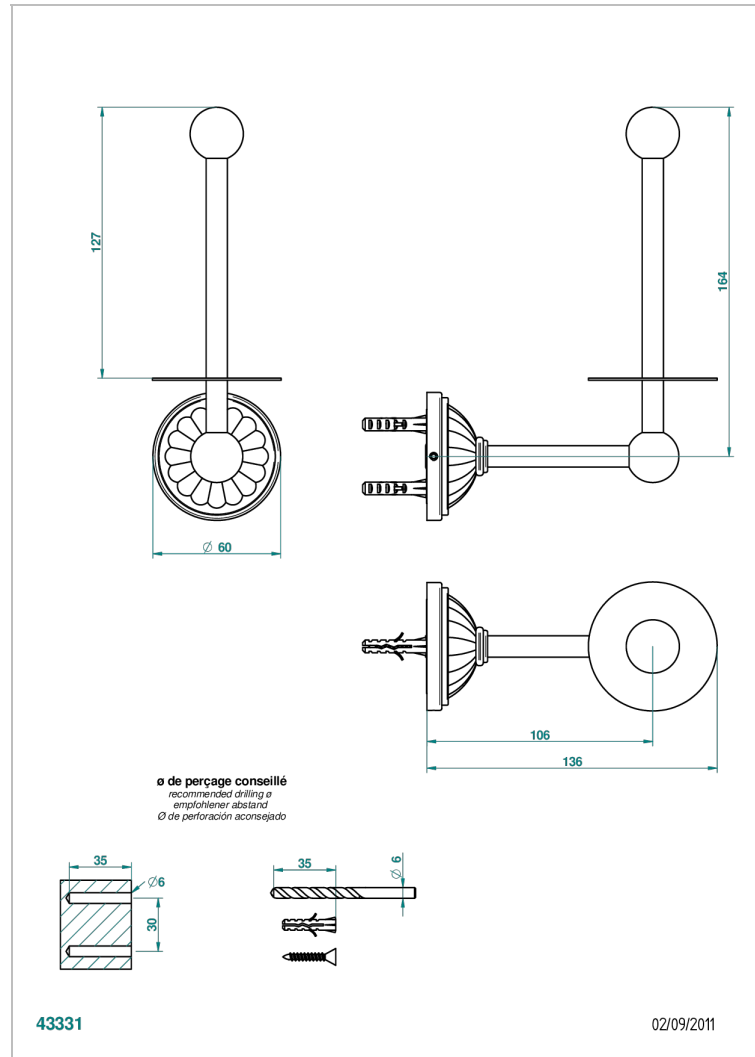 127
164
Ø 60
106
136
ø de perçage conseillé
recommended drilling ø
empfohlener abstand
Ø de perforación aconsejado
35
Ø6
30
35
Ø 6
43331
02/09/2011